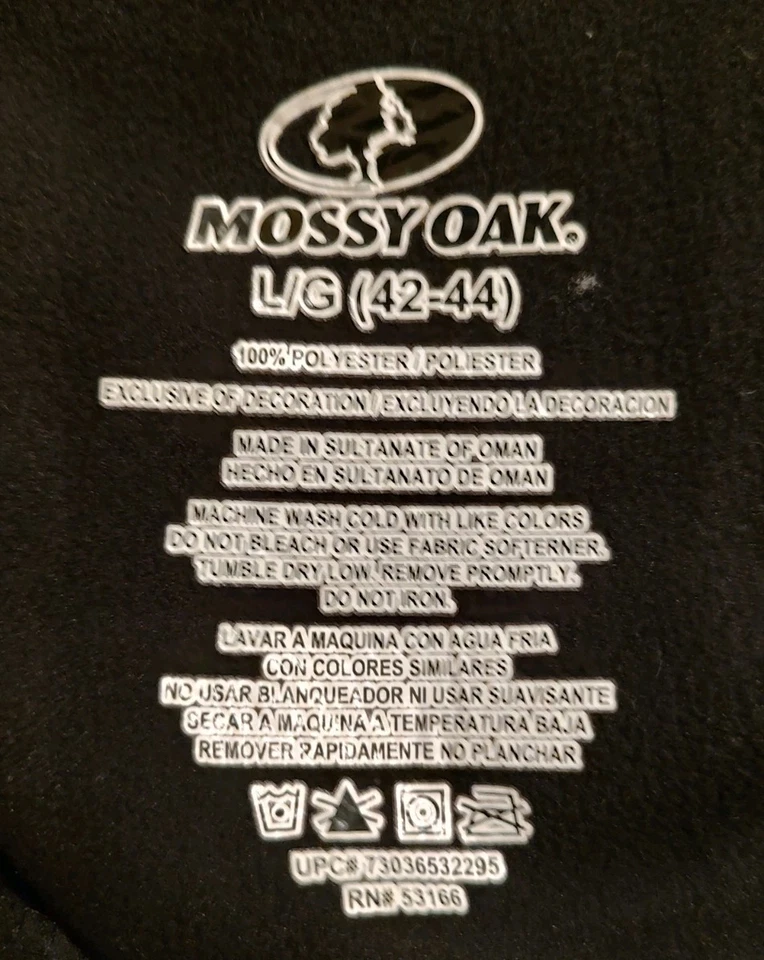 MOSSY OAK.
L/G (42-44)
100% POLYESTER / POLIESTER
EXCLUSIVE OF DECORATION / EXCLUYENDO LA DECORACION
MADE IN SULTANATE OF OMAN
HECHO EN SULTANATO DE OMAN
MACHINE WASH COLD WITH LIKE COLORS
DO NOT BLEACH OR USE FABRIC SOFTERNER.
TUMBLE DRY LOW. REMOVE PROMPTLY.
DO NOT IRON.
LAVAR A MAQUINA CON AGUA FRIA
CON COLORES SIMILARES
NO USAR BLANQUEADOR NI USAR SUAVISANTE
SECAR A MAQUINA A TEMPERATURA BAJA
REMOVER RAPIDAMENTE NO PLANCHAR
UPC# 73036532295
RN# 53166